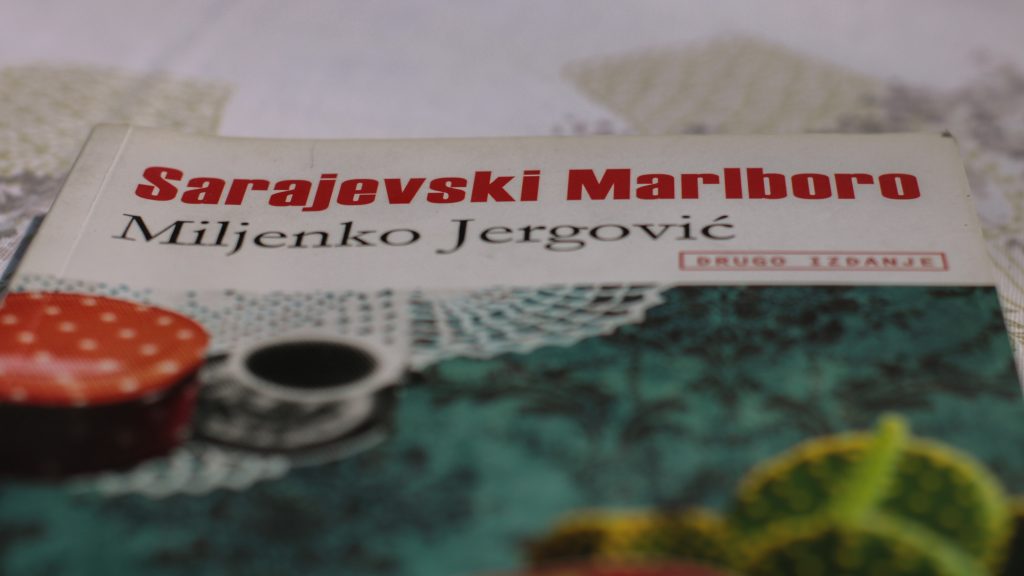 Sarajevski Marlboro
Miljenko Jergović
DRUGO IZDANJE